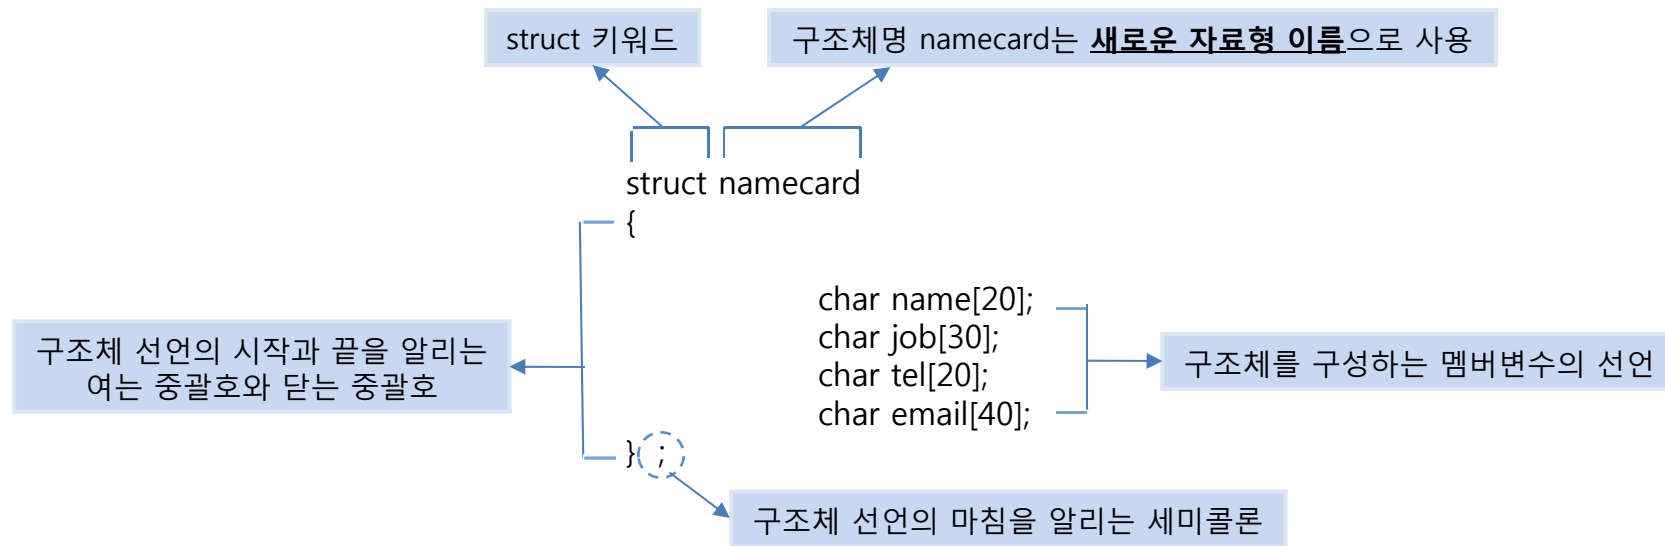 struct 키워드
구조체명 namecard는 새로운 자료형 이름으로 사용
struct namecard
{
char name[20];
char job[30];
char tel[20];
char email[40];
구조체 선언의 시작과 끝을 알리는
여는 중괄호와 닫는 중괄호
구조체를 구성하는 멤버변수의 선언
} ;
구조체 선언의 마침을 알리는 세미콜론